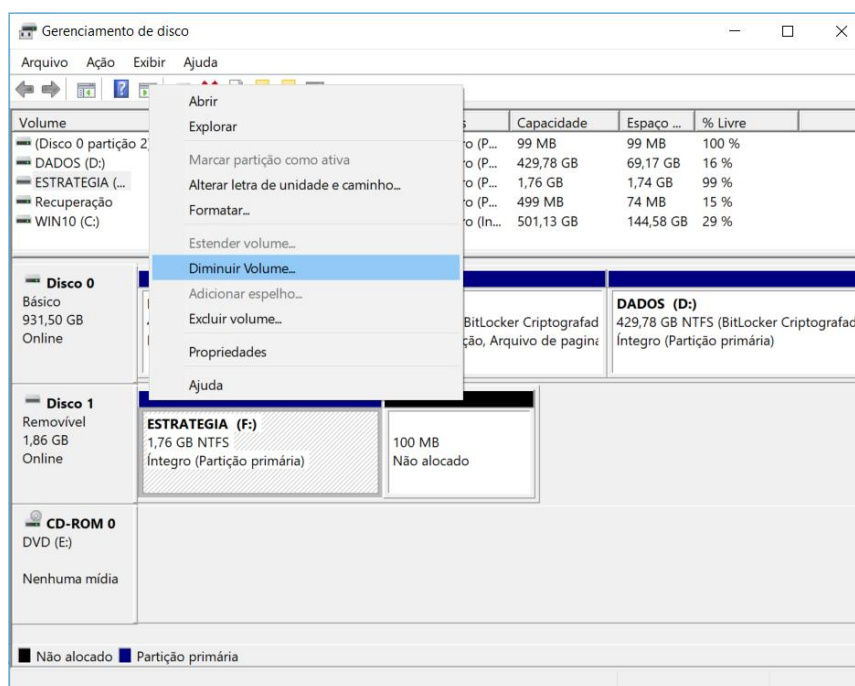 Gerenciamento de disco
Arquivo Ação Exibir Ajuda
Volume Capacidade Espaço ... % Livre
(Disco 0 partição 2) 99 MB 99 MB 100 %
DADOS (D:) 429,78 GB 69,17 GB 16 %
ESTRATEGIA (... 1,76 GB 1,74 GB 99 %
Recuperação 499 MB 74 MB 15 %
WIN10 (C:) 501,13 GB 144,58 GB 29 %
Abrir
Explorar
Marcar partição como ativa
Alterar letra de unidade e caminho...
Formatar...
Estender volume...
Diminuir Volume...
Adicionar espelho...
Excluir volume...
Propriedades
Ajuda
Disco 0
Básico
931,50 GB
Online
BitLocker Criptografad
ção, Arquivo de pagina
DADOS (D:)
429,78 GB NTFS (BitLocker Criptografad
Íntegro (Partição primária)
Disco 1
Removível
1,86 GB
Online
ESTRATEGIA (F:)
1,76 GB NTFS
Íntegro (Partição primária)
100 MB
Não alocado
CD-ROM 0
DVD (E:)
Nenhuma mídia
Não alocado Partição primária